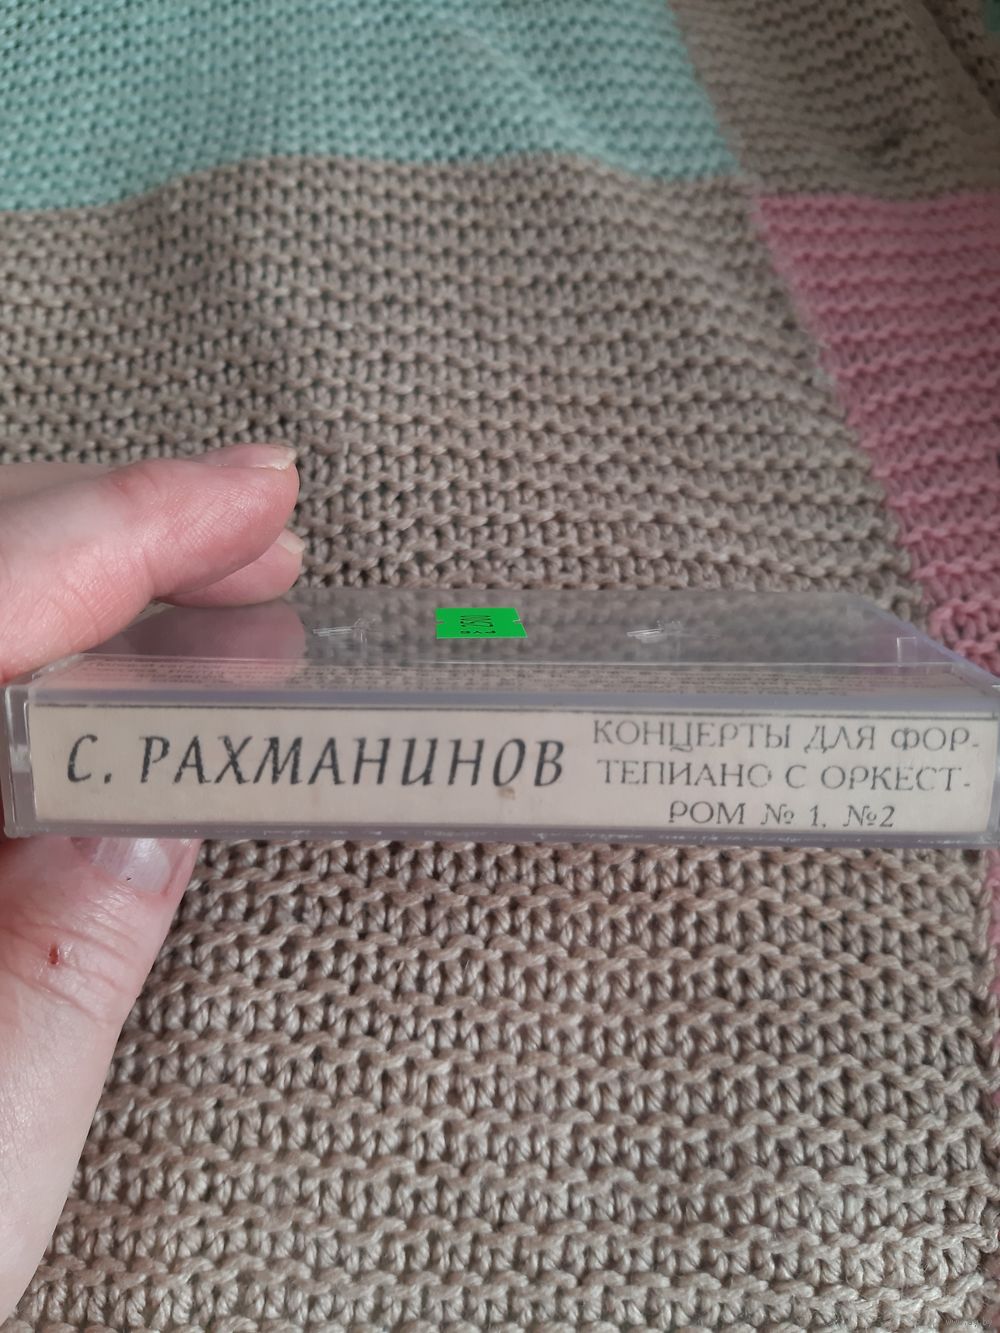 С. РАХМАНИНОВ
КОНЦЕРТЫ ДЛЯ ФОР-
ТЕПИАНО С ОРКЕСТ-
РОМ № 1, №2